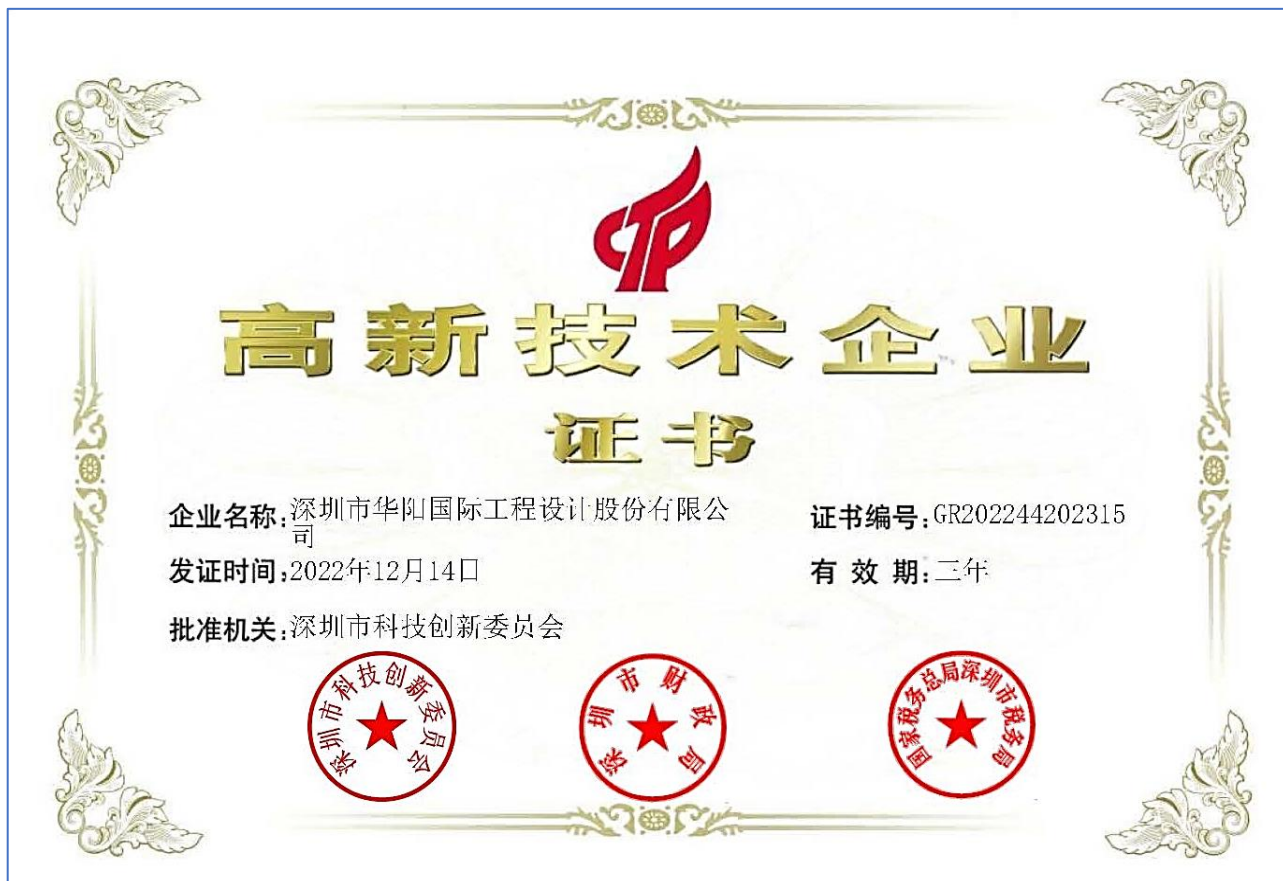 CTP
高新技术企业
证书
企业名称:深圳市华阳国际工程设计股份有限公
司
证书编号:GR202244202315
发证时间:2022年12月14日
有 效 期:三年
批准机关:深圳市科技创新委员会
深圳市科技创新委员会
深圳市财政局
国家税务总局深圳市税务局